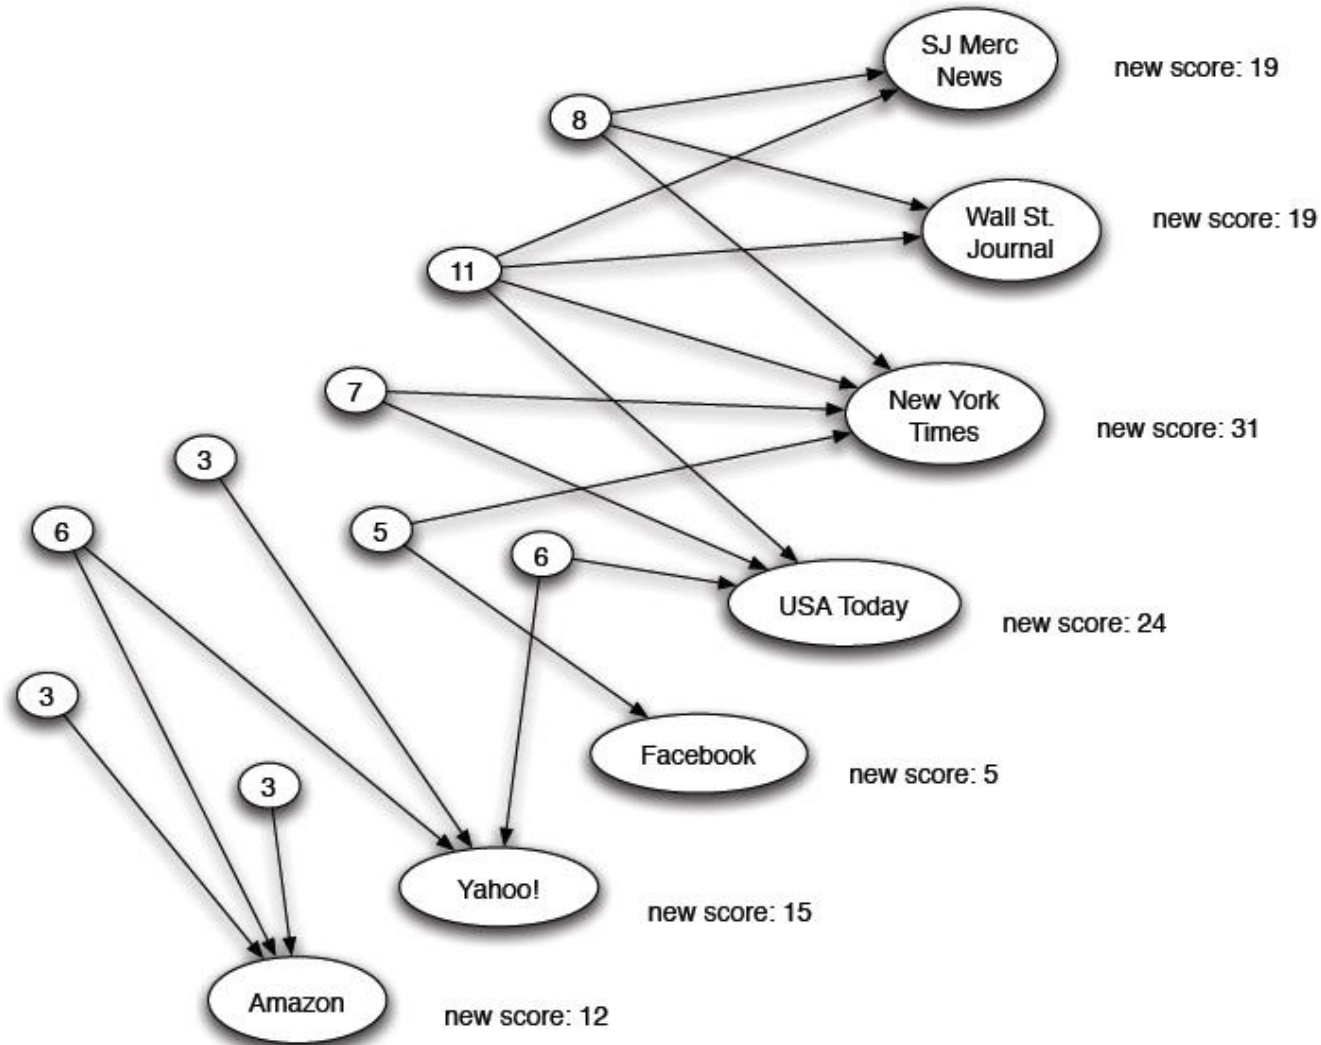 SJ Merc
News
new score: 19
8
Wall St.
Journal
new score: 19
11
7
New York
Times
new score: 31
3
6
5
6
USA Today
new score: 24
3
Facebook
new score: 5
3
Yahoo!
new score: 15
Amazon
new score: 12